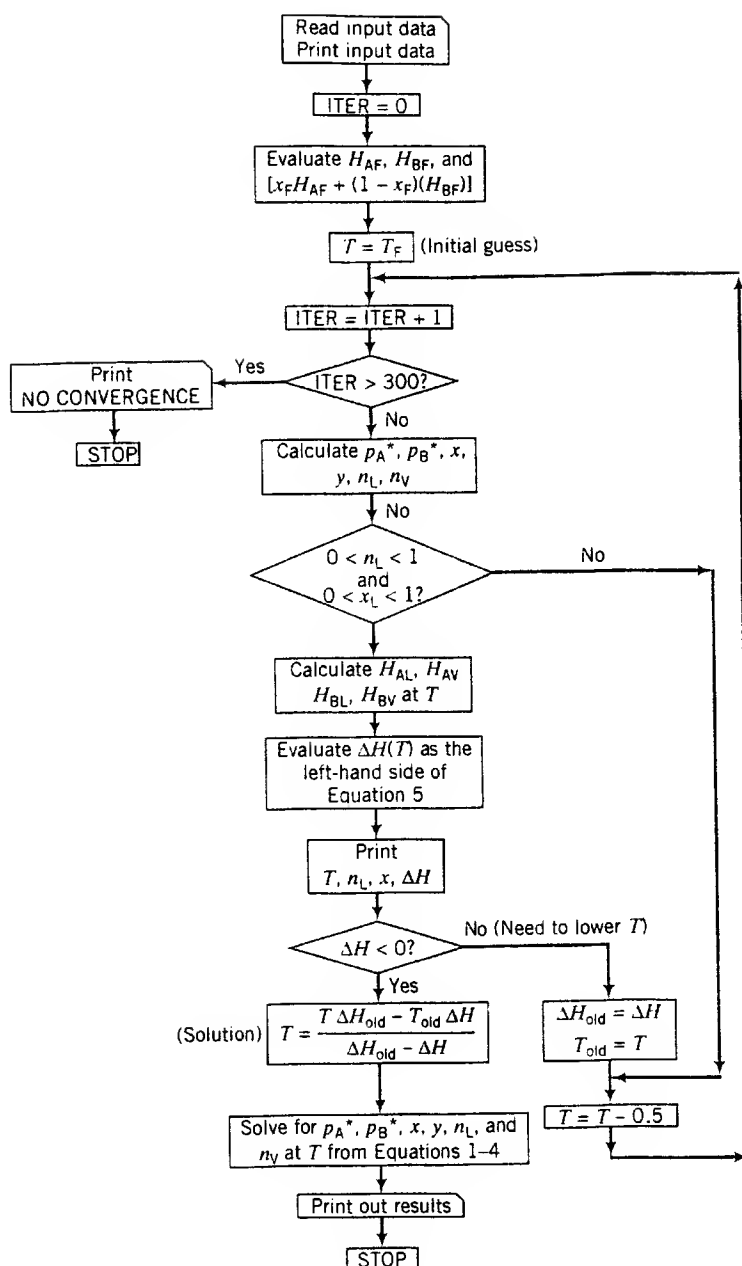 Read input data
Print input data
ITER = 0
Evaluate H_AF, H_BF, and
[x_F H_AF + (1 − x_F)(H_BF)]
T = T_F (Initial guess)
ITER = ITER + 1
Yes
ITER > 300?
Print
NO CONVERGENCE
STOP
No
Calculate p_A*, p_B*, x,
y, n_L, n_V
No
0 < n_L < 1
and
0 < x_L < 1?
No
Calculate H_AL, H_AV
H_BL, H_BV at T
Evaluate ΔH(T) as the
left-hand side of
Equation 5
Print
T, n_L, x, ΔH
ΔH < 0?
No (Need to lower T)
Yes
(Solution) T = (T ΔH_old − T_old ΔH) / (ΔH_old − ΔH)
ΔH_old = ΔH
T_old = T
T = T − 0.5
Solve for p_A*, p_B*, x, y, n_L, and
n_V at T from Equations 1–4
Print out results
STOP